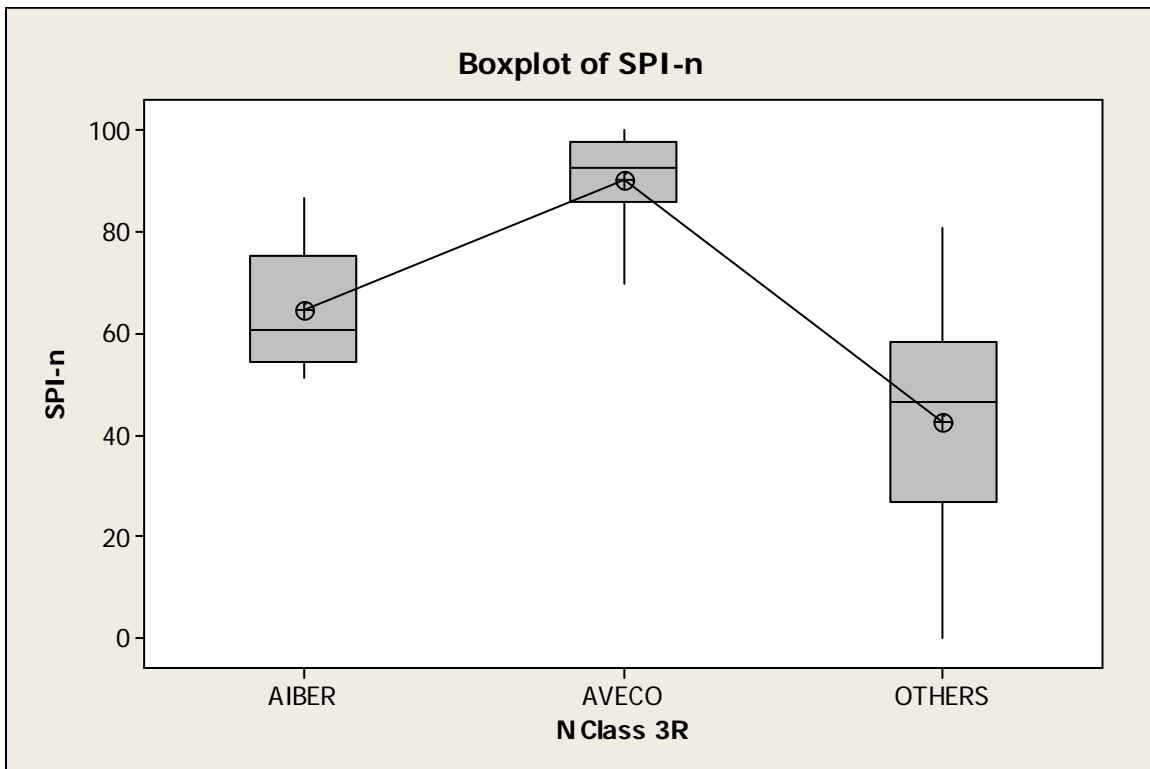 Boxplot of SPI-n
100
80
60
40
20
0
SPI-n
AIBER
AVECO
OTHERS
N Class 3R